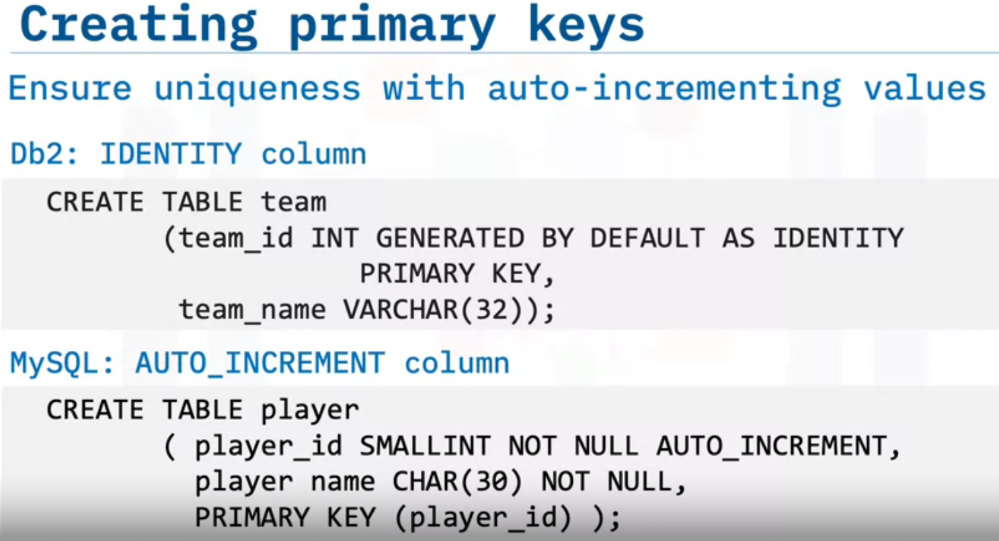 Creating primary keys
Ensure uniqueness with auto-incrementing values
Db2: IDENTITY column
CREATE TABLE team
(team_id INT GENERATED BY DEFAULT AS IDENTITY
PRIMARY KEY,
team_name VARCHAR(32));
MySQL: AUTO_INCREMENT column
CREATE TABLE player
( player_id SMALLINT NOT NULL AUTO_INCREMENT,
player name CHAR(30) NOT NULL,
PRIMARY KEY (player_id) );